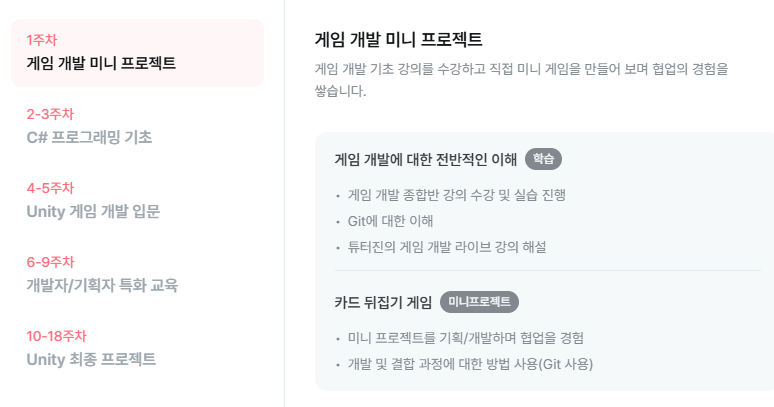 1주차
게임 개발 미니 프로젝트
2-3주차
C# 프로그래밍 기초
4-5주차
Unity 게임 개발 입문
6-9주차
개발자/기획자 특화 교육
10-18주차
Unity 최종 프로젝트
게임 개발 미니 프로젝트
게임 개발 기초 강의를 수강하고 직접 미니 게임을 만들어 보며 협업의 경험을
쌓습니다.
게임 개발에 대한 전반적인 이해 학습
• 게임 개발 종합반 강의 수강 및 실습 진행
• Git에 대한 이해
• 튜터진의 게임 개발 라이브 강의 해설
카드 뒤집기 게임 미니프로젝트
• 미니 프로젝트를 기획/개발하며 협업을 경험
• 개발 및 결합 과정에 대한 방법 사용(Git 사용)